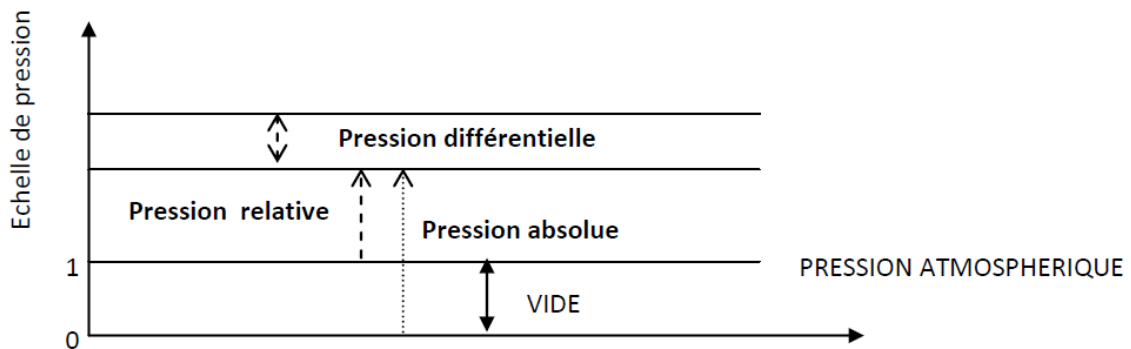 Echelle de pression
Pression différentielle
Pression relative
Pression absolue
1
PRESSION ATMOSPHERIQUE
VIDE
0